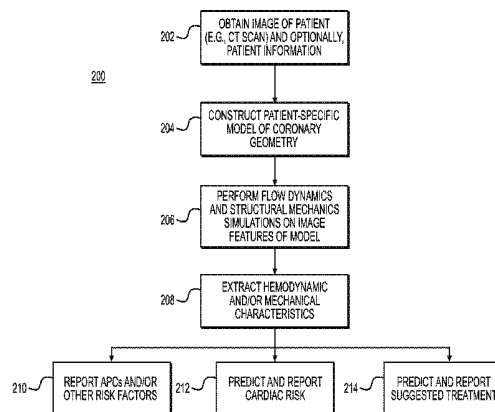 OBTAIN IMAGE OF PATIENT
(E.G., CT SCAN) AND OPTIONALLY,
PATIENT INFORMATION
202
200
CONSTRUCT PATIENT-SPECIFIC
MODEL OF CORONARY
GEOMETRY
204
PERFORM FLOW DYNAMICS
AND STRUCTURAL MECHANICS
SIMULATIONS ON IMAGE
FEATURES OF MODEL
206
EXTRACT HEMODYNAMIC
AND/OR MECHANICAL
CHARACTERISTICS
208
210
REPORT APCs AND/OR
OTHER RISK FACTORS
212
PREDICT AND REPORT
CARDIAC RISK
214
PREDICT AND REPORT
SUGGESTED TREATMENT